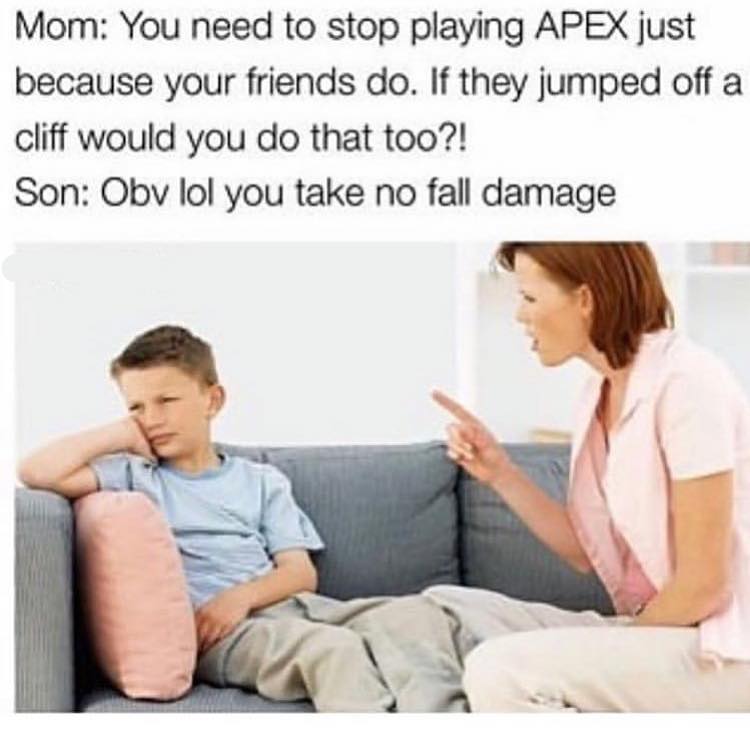 Mom: You need to stop playing APEX just
because your friends do. If they jumped off a
cliff would you do that too?!
Son: Obv lol you take no fall damage